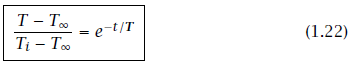 (T − T∞) / (Ti − T∞) = e^−t/T (1.22)